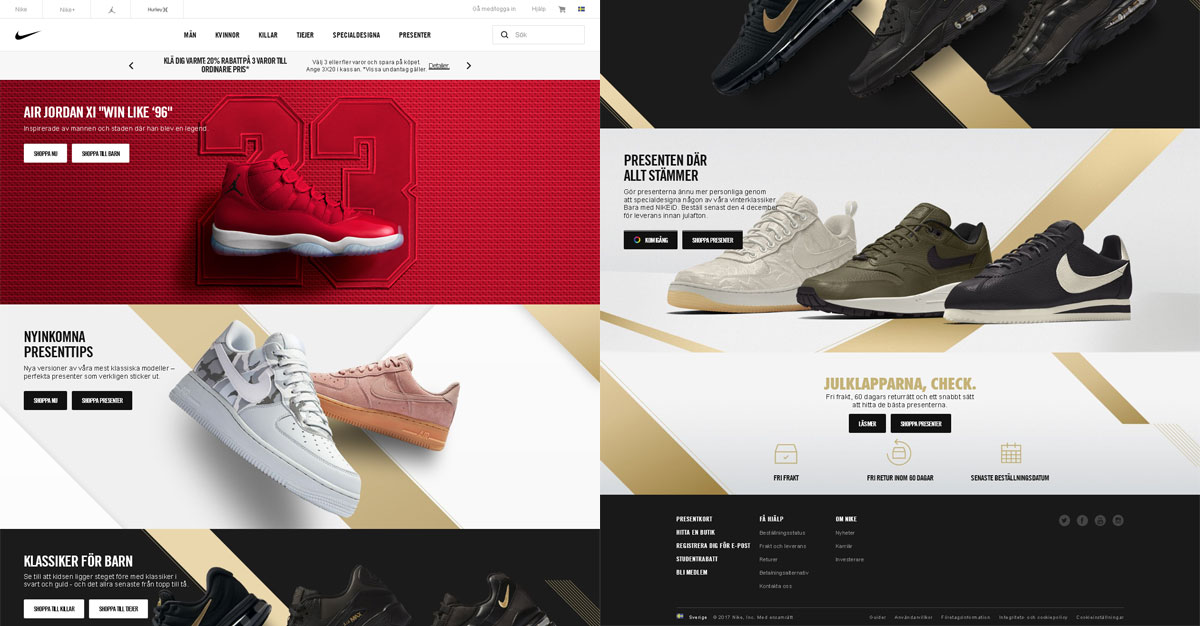 Nike
Nike+
Hurley
Gå med/logga in
Hjälp
MÄN
KVINNOR
KILLAR
TJEJER
SPECIALDESIGNA
PRESENTER
Sök
KLÄ DIG VARMT: 20% RABATT PÅ 3 VAROR TILL
ORDINARIE PRIS*
Välj 3 eller fler varor och spara på köpet.
Ange 3X20 i kassan. *Vissa undantag gäller.
Detaljer
AIR JORDAN XI "WIN LIKE '96"
Inspirerade av mannen och staden där han blev en legend.
SHOPPA NU
SHOPPA TILL BARN
23
NYINKOMNA
PRESENTTIPS
Nya versioner av våra mest klassiska modeller –
perfekta presenter som verkligen sticker ut.
SHOPPA NU
SHOPPA PRESENTER
KLASSIKER FÖR BARN
Se till att kidsen ligger steget före med klassiker i
svart och guld - och det allra senaste från topp till tå.
SHOPPA TILL KILLAR
SHOPPA TILL TJEJER
PRESENTEN DÄR
ALLT STÄMMER
Gör presenterna ännu mer personliga genom
att specialdesigna någon av våra vinterklassiker.
Bara med NIKEiD. Beställ senast den 4 december
för leverans innan julafton.
KOM IGÅNG
SHOPPA PRESENTER
JULKLAPPARNA, CHECK.
Fri frakt, 60 dagars returrätt och ett snabbt sätt
att hitta de bästa presenterna.
LÄS MER
SHOPPA PRESENTER
FRI FRAKT
FRI RETUR INOM 60 DAGAR
SENASTE BESTÄLLNINGSDATUM
PRESENTKORT
HITTA EN BUTIK
REGISTRERA DIG FÖR E-POST
STUDENTRABATT
BLI MEDLEM
FÅ HJÄLP
Beställningsstatus
Frakt och leverans
Returer
Betalningsalternativ
Kontakta oss
OM NIKE
Nyheter
Karriär
Investerare
Sverige
© 2017 Nike, Inc. Med ensamrätt
Guider
Användarvillkor
Företagsinformation
Integritets- och cookiepolicy
Cookieinställningar